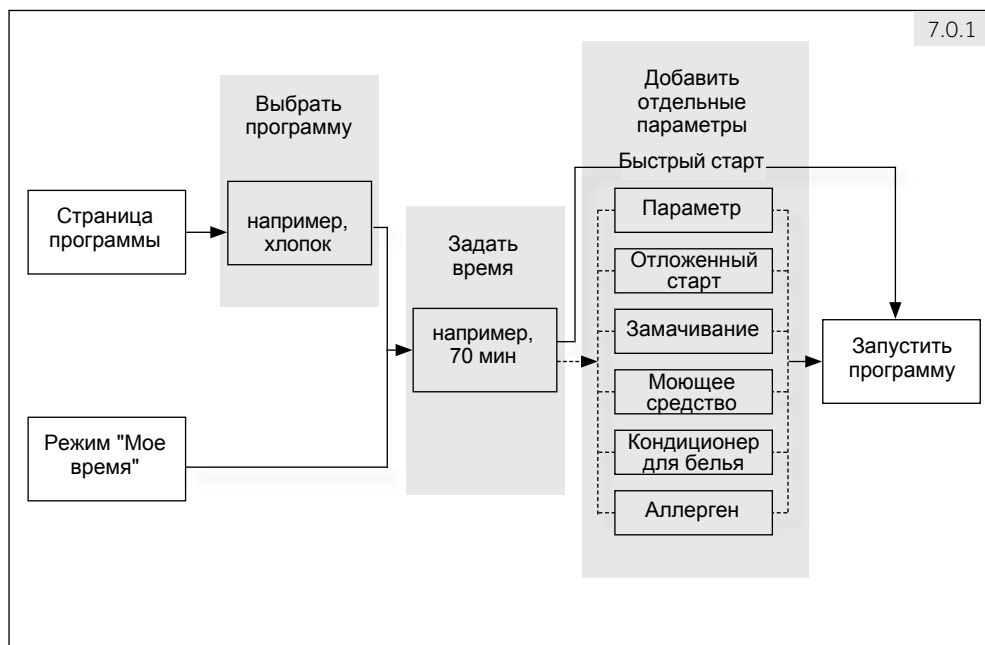 7.0.1
Выбрать
программу
Добавить
отдельные
параметры
Быстрый старт
Страница
программы
например,
хлопок
Задать
время
например,
70 мин
Параметр
Отложенный
старт
Замачивание
Моющее
средство
Кондиционер
для белья
Аллерген
Запустить
программу
Режим "Мое
время"